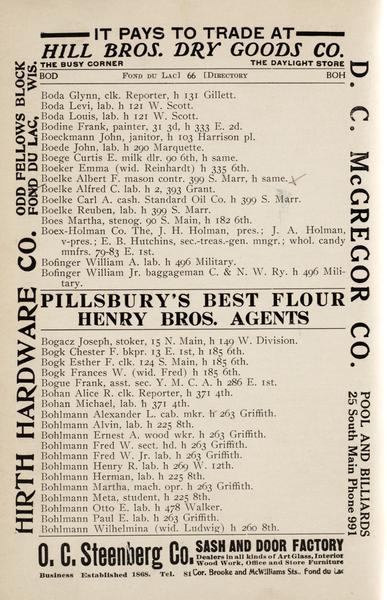 IT PAYS TO TRADE AT
HILL BROS. DRY GOODS CO.
THE BUSY CORNER THE DAYLIGHT STORE
BOD FOND DU LAC] 66 [DIRECTORY BOH
Boda Glynn, clk. Reporter, h 131 Gillett.
Boda Levi, lab. h 121 W. Scott.
Boda Louis, lab. h 121 W. Scott.
Bodine Frank, painter, 31 3d, h 333 E. 2d.
Boeckmann John, janitor, h 103 Harrison pl.
Boede John, lab. h 290 Marquette.
Boege Curtis E. milk dlr. 90 6th, h same.
Boeker Emma (wid. Reinhardt) h 335 6th.
Boelke Albert F. mason contr. 399 S. Marr, h same.
Boelke Alfred C. lab. h 2, 393 Grant.
Boelke Carl A. cash. Standard Oil Co. h 399 S. Marr.
Boelke Reuben, lab. h 399 S. Marr.
Boes Martha, stenog. 90 S. Main, h 182 6th.
Boex-Holman Co. The, J. H. Holman, pres.; J. A. Holman,
v-pres.; E. B. Hutchins, sec.-treas.-gen. mngr.; whol. candy
mnfrs. 79-83 E. 1st.
Bofinger William A. lab. h 496 Military.
Bofinger William Jr. baggageman C. & N. W. Ry. h 496 Mili-
tary.
PILLSBURY'S BEST FLOUR
HENRY BROS. AGENTS
Bogacz Joseph, stoker, 15 N. Main, h 149 W. Division.
Bogk Chester F. bkpr. 13 E. 1st, h 185 6th.
Bogk Esther F. clk. 124 S. Main, h 185 6th.
Bogk Frances W. (wid. Fred) h 185 6th.
Bogue Frank, asst. sec. Y. M. C. A. h 286 E. 1st.
Bohan Alice R. clk. Reporter, h 371 4th.
Bohan Michael, lab. h 371 4th.
Bohlmann Alexander L. cab. mkr. h 263 Griffith.
Bohlmann Alvin, lab. h 225 8th.
Bohlmann Ernest A. wood wkr. h 263 Griffith.
Bohlmann Fred W. sect. hd. h 263 Griffith.
Bohlmann Fred W. Jr. lab. h 263 Griffith.
Bohlmann Henry R. lab. h 269 W. 12th.
Bohlmann Herman, lab. h 225 8th.
Bohlmann Martha, mach. opr. h 263 Griffith.
Bohlmann Meta, student, h 225 8th.
Bohlmann Otto E. lab. h 478 Walker.
Bohlmann Paul E. lab. h 263 Griffith.
Bohlmann Wilhelmina (wid. Ludwig) h 260 8th.
O. C. Steenberg Co. SASH AND DOOR FACTORY
Dealers in all kinds of Art Glass, Interior
Wood Work, Office and Store Furniture
Business Established 1868. Tel. 81 Cor. Brooke and McWilliams Sts. Fond du Lac
HIRTH HARDWARE CO. ODD FELLOWS BLOCK
FOND DU LAC, WIS.
D. C. McGREGOR CO. POOL AND BILLIARDS
25 South Main Phone 991